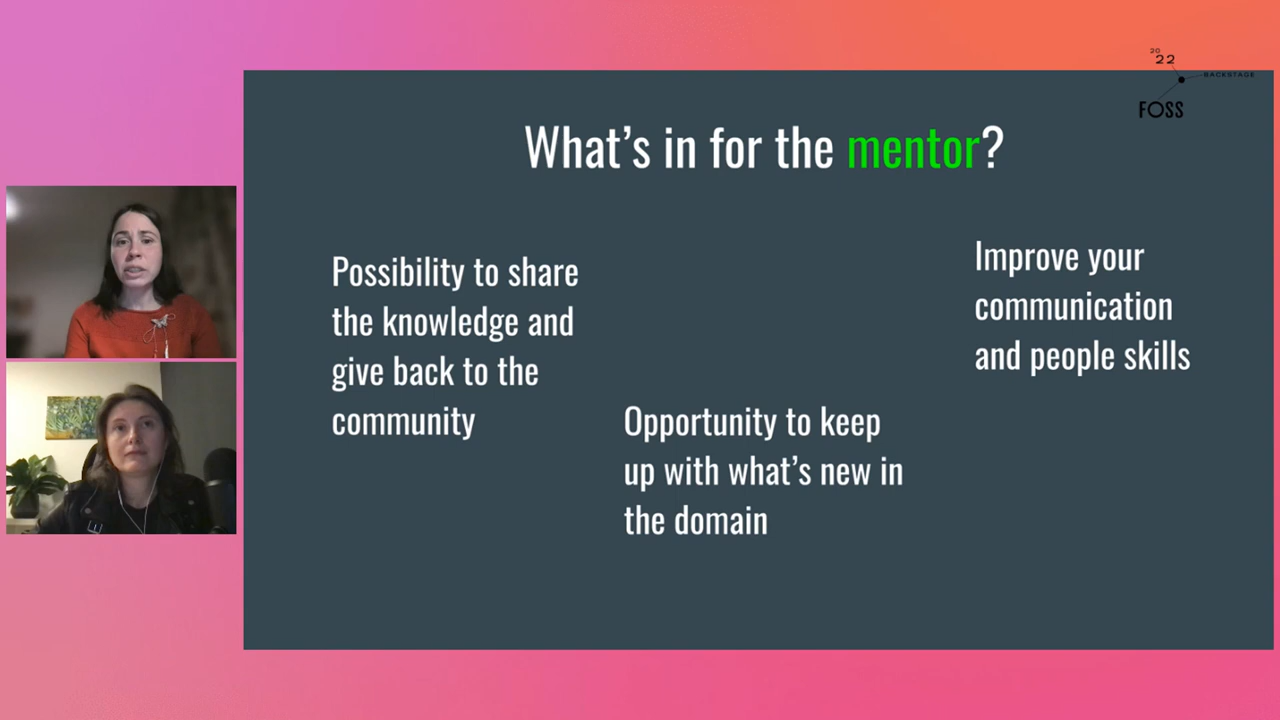 20
22
BACKSTAGE
FOSS
What's in for the mentor?
Possibility to share
the knowledge and
give back to the
community
Opportunity to keep
up with what's new in
the domain
Improve your
communication
and people skills